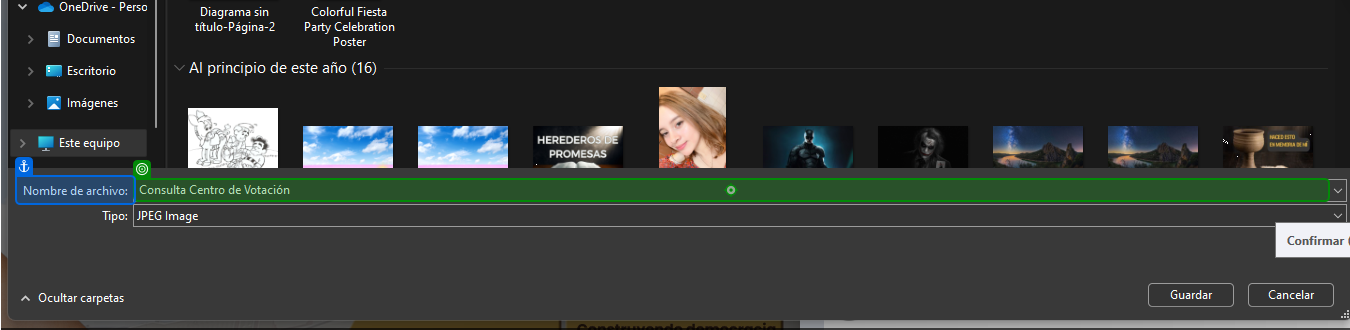 OneDrive - Perso
Documentos
Escritorio
Imágenes
Este equipo
Diagrama sin
título-Página-2
Colorful Fiesta
Party Celebration
Poster
Al principio de este año (16)
HEREDEROS DE
PROMESAS
HACED ESTO
EN MEMORIA DE MÍ
Nombre de archivo:
Consulta Centro de Votación
Tipo:
JPEG Image
Confirmar (
Ocultar carpetas
Guardar
Cancelar
Construyendo democracia